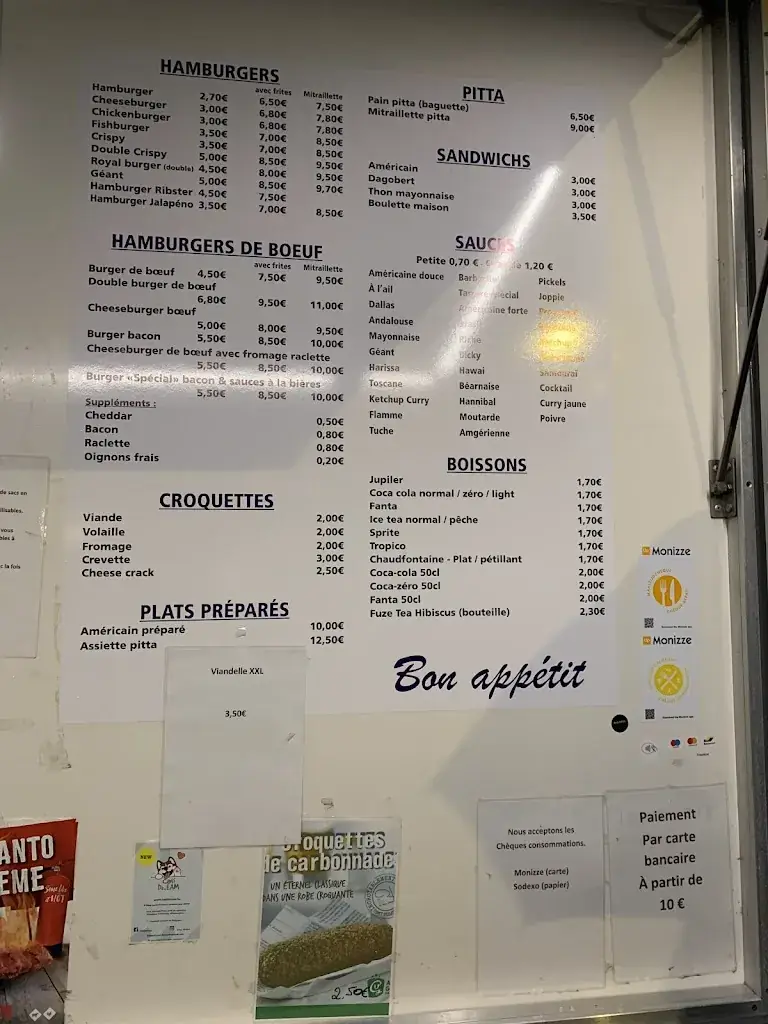 HAMBURGERS
avec frites Mitraillette
Hamburger 2,70€ 6,50€ 7,50€
Cheeseburger 3,00€ 6,80€ 7,80€
Chickenburger 3,00€ 6,80€ 7,80€
Fishburger 3,50€ 7,00€ 8,50€
Crispy 3,50€ 7,00€ 8,50€
Double Crispy 5,00€ 8,50€ 9,50€
Royal burger (double) 4,50€ 8,00€ 9,50€
Géant 5,00€ 8,50€ 9,70€
Hamburger Ribster 4,50€ 7,50€
Hamburger Jalapéno 3,50€ 7,00€ 8,50€
HAMBURGERS DE BOEUF
avec frites Mitraillette
Burger de bœuf 4,50€ 7,50€ 9,50€
Double burger de bœuf
6,80€ 9,50€ 11,00€
Cheeseburger bœuf
5,00€ 8,00€ 9,50€
Burger bacon 5,50€ 8,50€ 10,00€
Cheeseburger de bœuf avec fromage raclette
5,50€ 8,50€ 10,00€
Burger «Spécial» bacon & sauces à la bières
5,50€ 8,50€ 10,00€
Suppléments :
Cheddar 0,50€
Bacon 0,80€
Raclette 0,80€
Oignons frais 0,20€
CROQUETTES
Viande 2,00€
Volaille 2,00€
Fromage 2,00€
Crevette 3,00€
Cheese crack 2,50€
PLATS PRÉPARÉS
Américain préparé 10,00€
Assiette pitta 12,50€
PITTA
Pain pitta (baguette) 6,50€
Mitraillette pitta 9,00€
SANDWICHS
Américain 3,00€
Dagobert 3,00€
Thon mayonnaise 3,00€
Boulette maison 3,50€
SAUCES
Petite 0,70 € - 1,20 €
Américaine douce Pickels
À l'ail Joppie
Dallas forte
Andalouse
Mayonnaise Riche
Géant Bicky
Harissa Hawai Samouraï
Toscane Béarnaise Cocktail
Ketchup Curry Hannibal Curry jaune
Flamme Moutarde Poivre
Tuche Amgérienne
BOISSONS
Jupiler 1,70€
Coca cola normal / zéro / light 1,70€
Fanta 1,70€
Ice tea normal / pêche 1,70€
Sprite 1,70€
Tropico 1,70€
Chaudfontaine - Plat / pétillant 1,70€
Coca-cola 50cl 2,00€
Coca-zéro 50cl 2,00€
Fanta 50cl 2,00€
Fuze Tea Hibiscus (bouteille) 2,30€
Bon appétit
Viandelle XXL
3,50€
Monizze
Monizze
croquettes
de carbonnade
UN ÉTERNEL CLASSIQUE
DANS UNE ROBE CROQUANTE
2.50€
Nous acceptons les
Chèques consommations.
Monizze (carte)
Sodexo (papier)
Paiement
Par carte
bancaire
À partir de
10 €
ANTO
EME
NEW